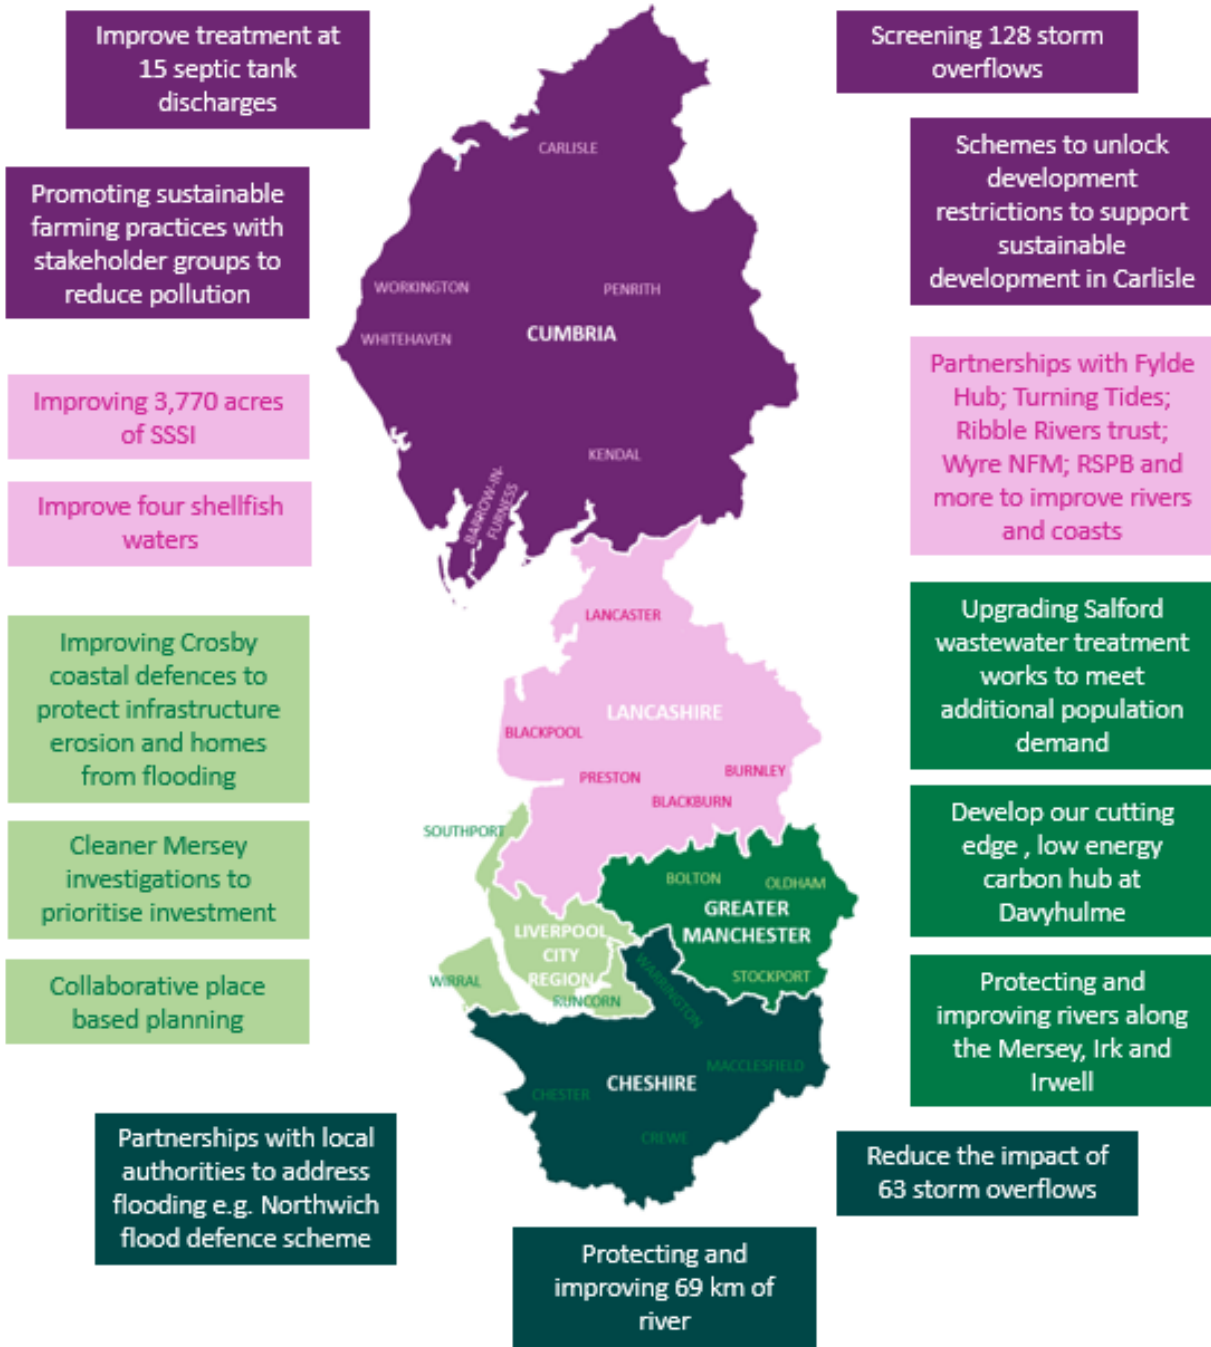 Improve treatment at
15 septic tank
discharges
Screening 128 storm
overflows
Promoting sustainable
farming practices with
stakeholder groups to
reduce pollution
Schemes to unlock
development
restrictions to support
sustainable
development in Carlisle
CARLISLE
WORKINGTON
PENRITH
WHITEHAVEN
CUMBRIA
KENDAL
BARROW-IN-
FURNESS
Improving 3,770 acres
of SSSI
Improve four shellfish
waters
Partnerships with Fylde
Hub; Turning Tides;
Ribble Rivers trust;
Wyre NFM; RSPB and
more to improve rivers
and coasts
LANCASTER
LANCASHIRE
BLACKPOOL
PRESTON
BURNLEY
BLACKBURN
Improving Crosby
coastal defences to
protect infrastructure
erosion and homes
from flooding
Cleaner Mersey
investigations to
prioritise investment
Collaborative place
based planning
SOUTHPORT
LIVERPOOL
CITY
REGION
WIRRAL
RUNCORN
Upgrading Salford
wastewater treatment
works to meet
additional population
demand
Develop our cutting
edge , low energy
carbon hub at
Davyhulme
Protecting and
improving rivers along
the Mersey, Irk and
Irwell
BOLTON
OLDHAM
GREATER
MANCHESTER
STOCKPORT
WARRINGTON
MACCLESFIELD
CHESHIRE
CHESTER
CREWE
Partnerships with local
authorities to address
flooding e.g. Northwich
flood defence scheme
Reduce the impact of
63 storm overflows
Protecting and
improving 69 km of
river